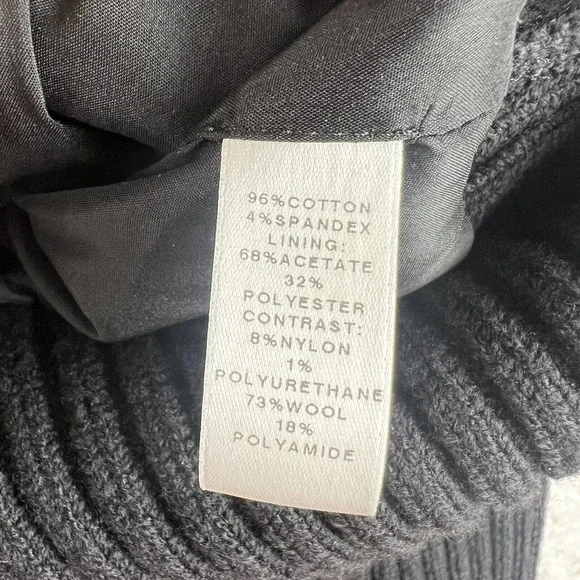 96%COTTON
4%SPANDEX
LINING:
68%ACETATE
32%
POLYESTER
CONTRAST:
8%NYLON
1%
POLYURETHANE
73%WOOL
18%
POLYAMIDE